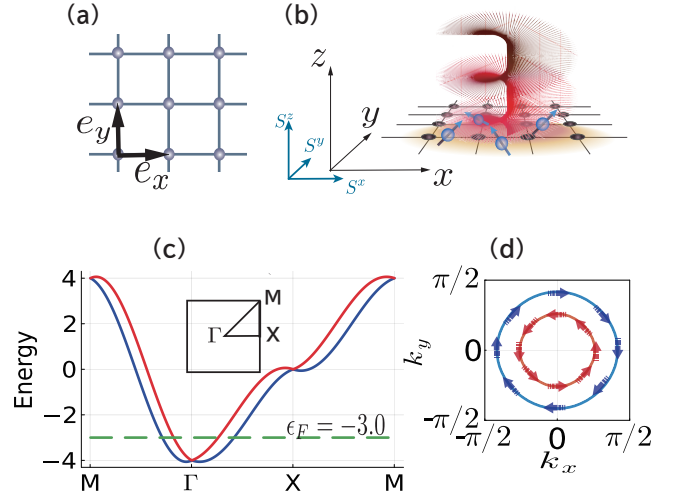 (a)
e_y
e_x
(b)
z
y
x
S^z
S^y
S^x
(c)
Energy
4
2
0
−2
−4
M
Γ
X
ϵ_F = −3.0
M Γ X M
(d)
k_y
π/2
0
-π/2
-π/2 0 π/2
k_x